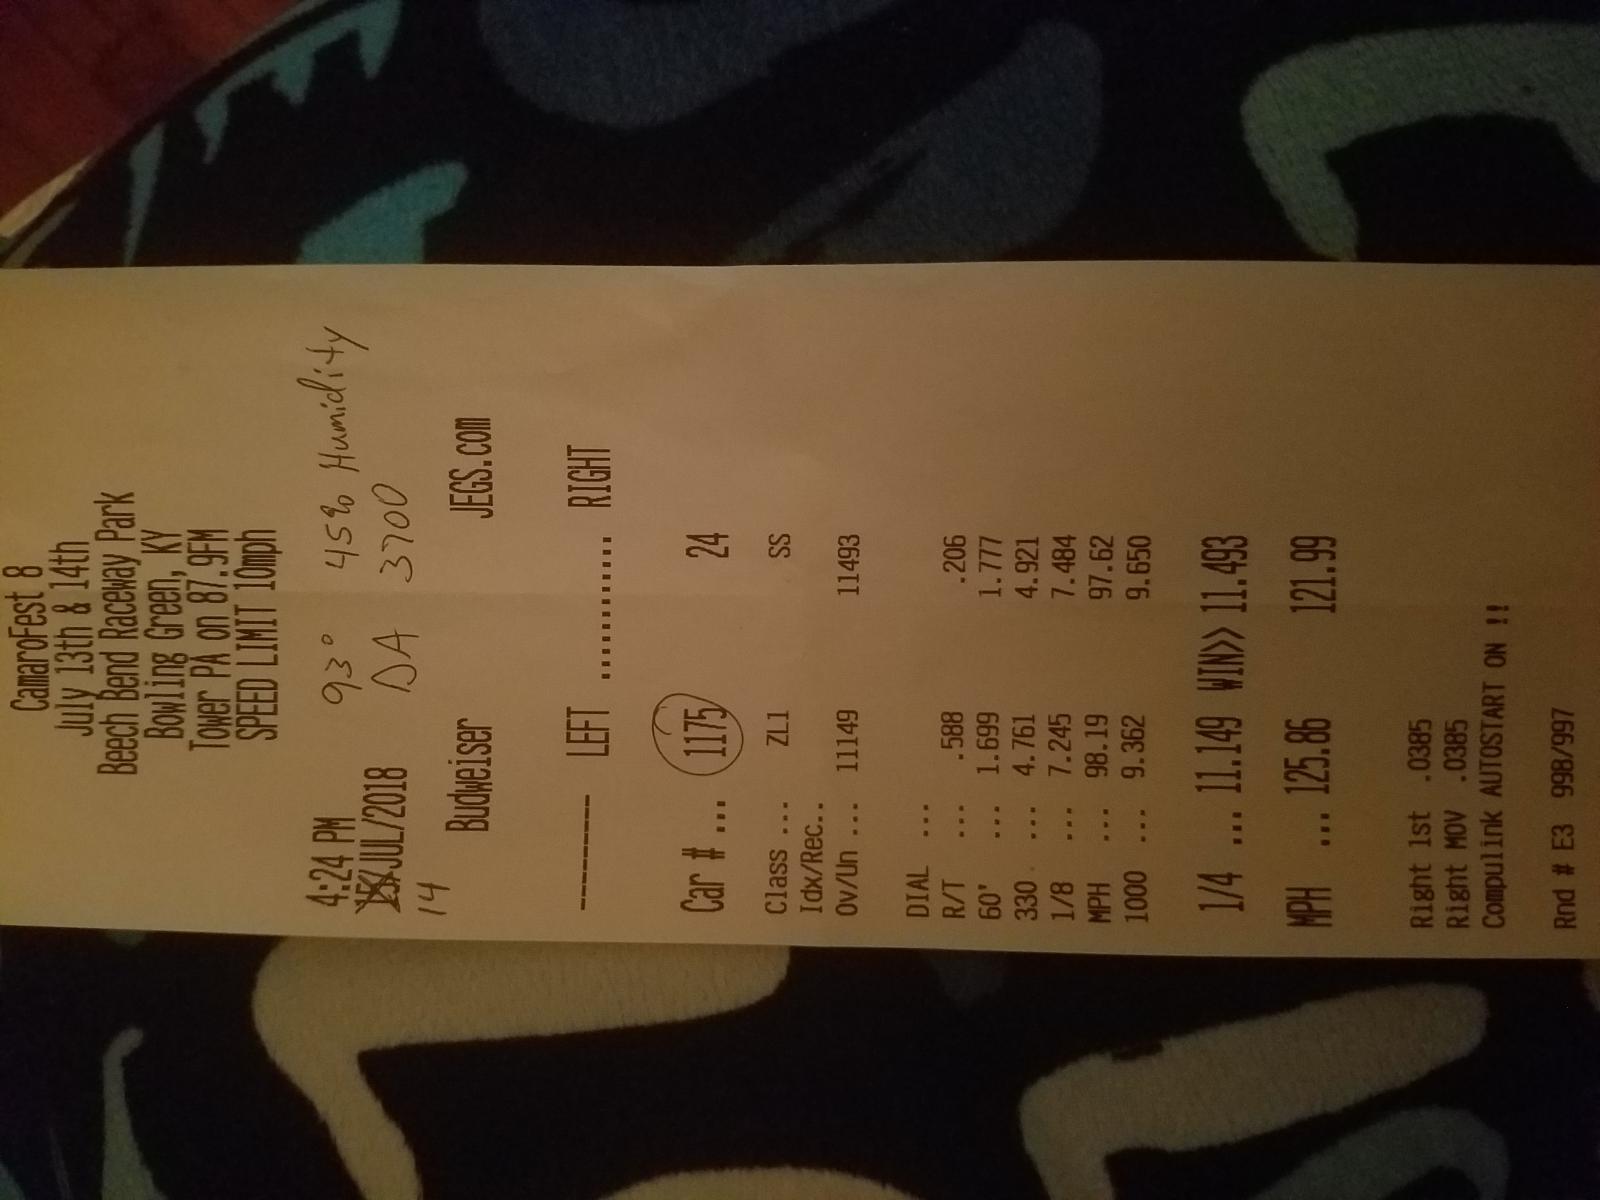 CamaroFest 8
July 13th & 14th
Beech Bend Raceway Park
Bowling Green, KY
Tower PA on 87.9FM
SPEED LIMIT 10mph
4:24 PM 93° 45% Humidity
15/JUL/2018 DA 3700
14
Budweiser JEGS.com
--------- LEFT ........... RIGHT
Car # ... 1175 24
Class ... ZL1 SS
Idx/Rec..
Ov/Un ... 11149 11493
DIAL ...
R/T ... .588 .206
60' ... 1.699 1.777
330 ... 4.761 4.921
1/8 ... 7.245 7.484
MPH ... 98.19 97.62
1000 ... 9.362 9.650
1/4 ... 11.149 WIN>> 11.493
MPH ... 125.86 121.99
Right 1st .0385
Right MOV .0385
Compulink AUTOSTART ON !!
Rnd # E3 998/997